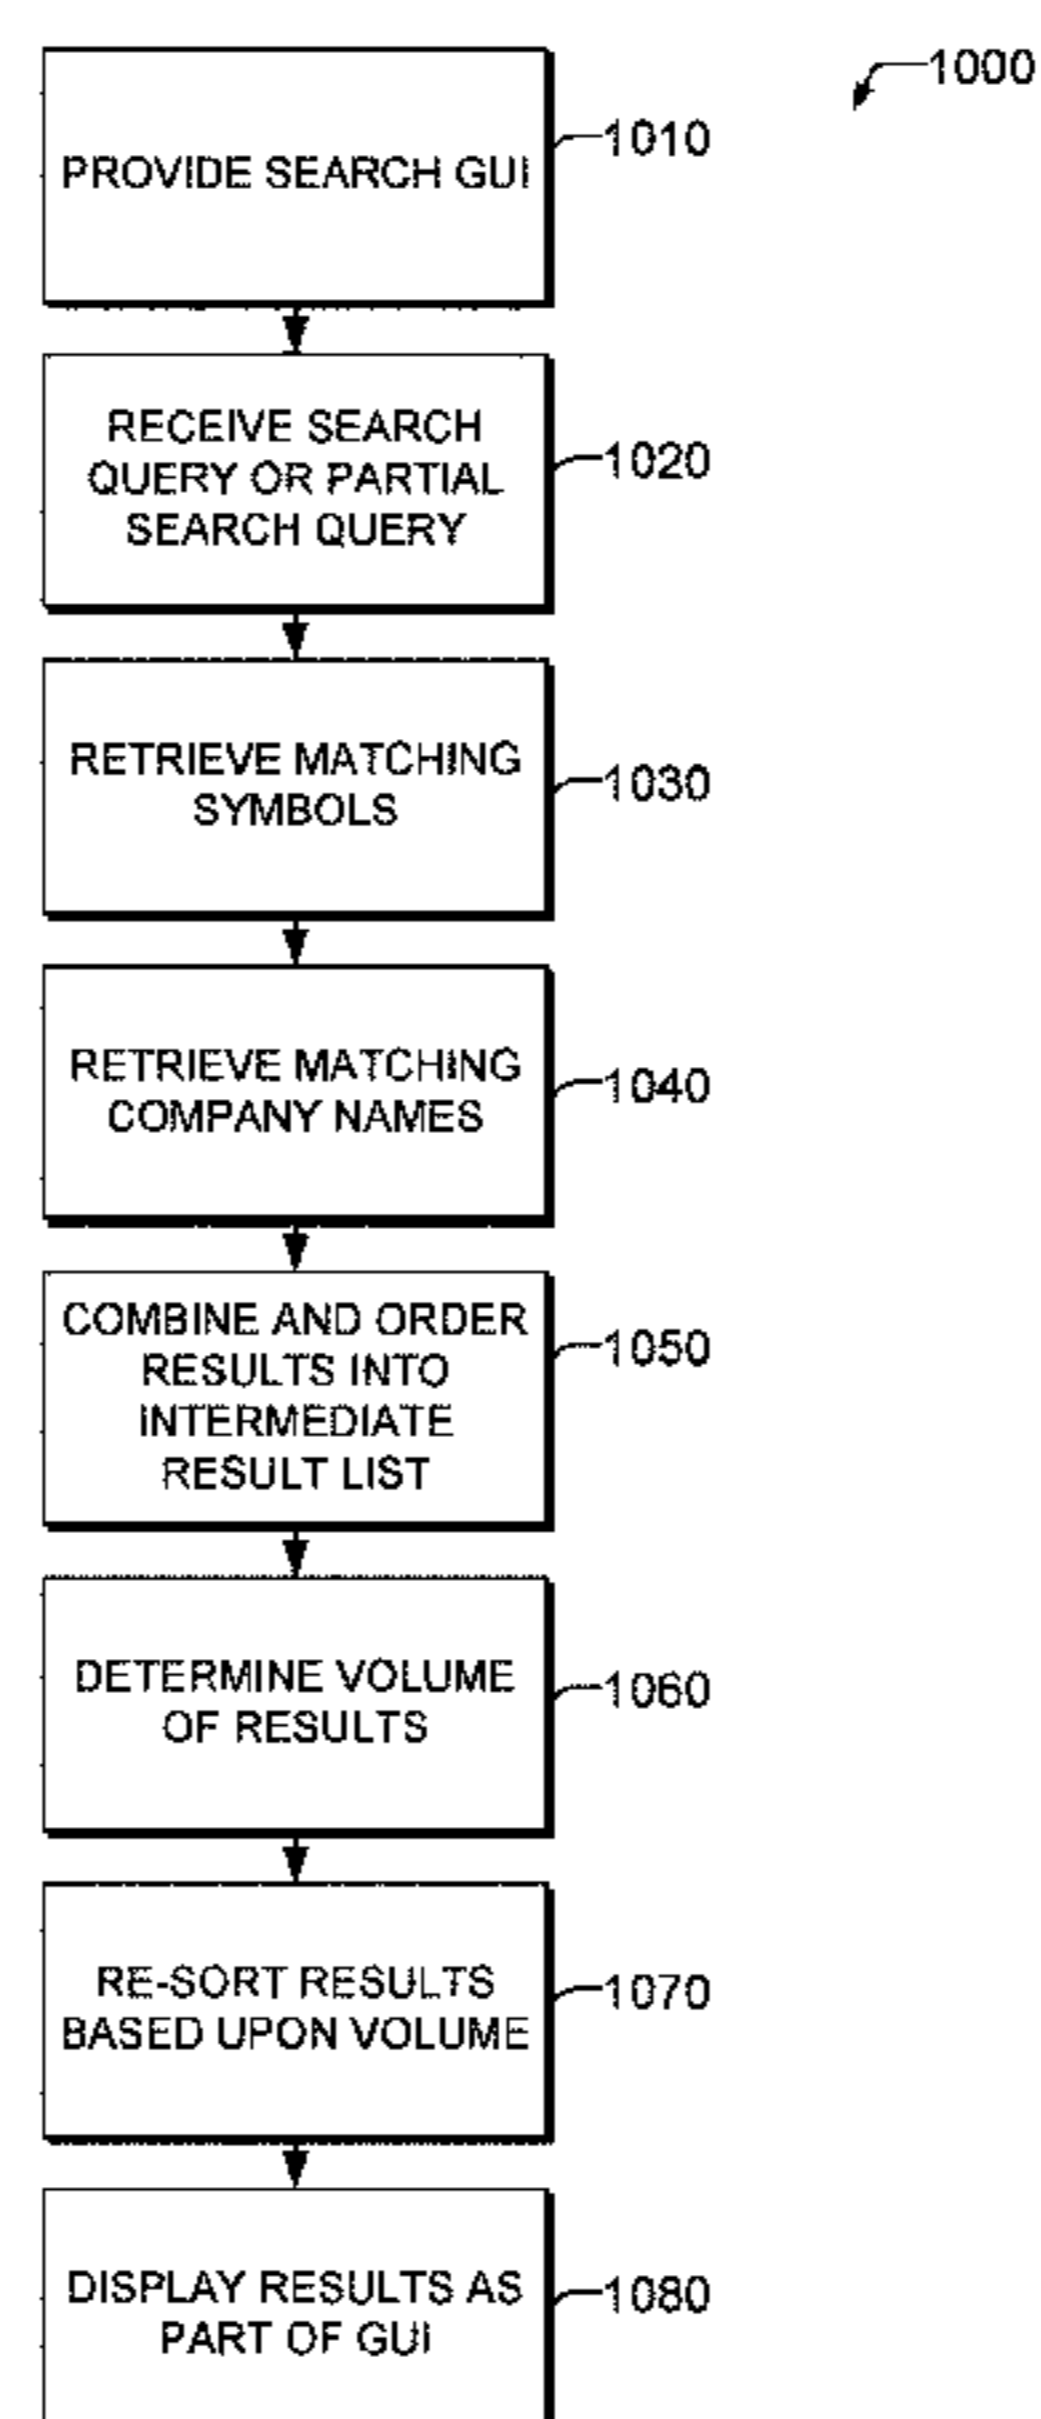 1000
PROVIDE SEARCH GUI
1010
RECEIVE SEARCH
QUERY OR PARTIAL
SEARCH QUERY
1020
RETRIEVE MATCHING
SYMBOLS
1030
RETRIEVE MATCHING
COMPANY NAMES
1040
COMBINE AND ORDER
RESULTS INTO
INTERMEDIATE
RESULT LIST
1050
DETERMINE VOLUME
OF RESULTS
1060
RE-SORT RESULTS
BASED UPON VOLUME
1070
DISPLAY RESULTS AS
PART OF GUI
1080